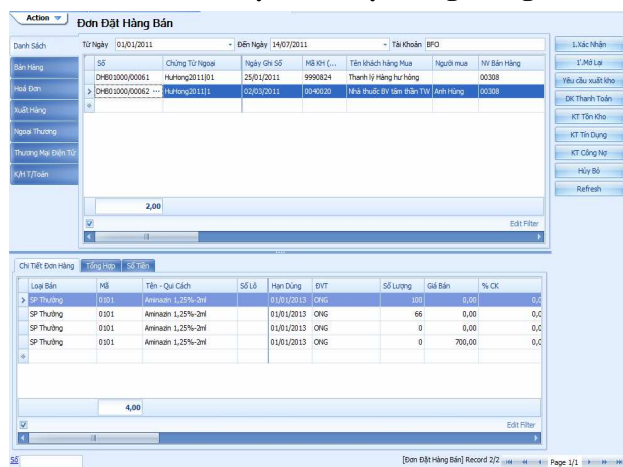 Action
Đơn Đặt Hàng Bán
Danh Sách
Bán Hàng
Hoá Đơn
Xuất Hàng
Ngoại Thương
Thương Mại Điện Tử
K/H T/Toán
Từ Ngày 01/01/2011 Đến Ngày 14/07/2011 Tài Khoản BFO
Số Chứng Từ Ngoại Ngày Ghi Sổ Mã KH (... Tên khách hàng Mua Người mua NV Bán Hàng
DHB01000/00061 HuHong2011|01 25/01/2011 9990824 Thanh lý Hàng hư hỏng 00308
DHB01000/00062 ... HuHong2011|1 02/03/2011 0040020 Nhà thuốc BV tâm thần TW Anh Hùng 00308
2,00
Edit Filter
1.Xác Nhận
1'.Mở Lại
Yêu cầu xuất kho
DK Thanh Toán
KT Tồn Kho
KT Tín Dụng
KT Công Nợ
Hủy Bỏ
Refresh
Chi Tiết Đơn Hàng Tổng Hợp Số Tiền
Loại Bán Mã Tên - Qui Cách Số Lô Hạn Dùng ĐVT Số Lượng Giá Bán % CK
SP Thường 0101 Aminazin 1,25%-2ml 01/01/2013 ONG 100 0,00 0,0
SP Thường 0101 Aminazin 1,25%-2ml 01/01/2013 ONG 66 0,00 0,0
SP Thường 0101 Aminazin 1,25%-2ml 01/01/2013 ONG 0 0,00 0,0
SP Thường 0101 Aminazin 1,25%-2ml 01/01/2013 ONG 0 700,00 0,0
4,00
Edit Filter
Số [Đơn Đặt Hàng Bán] Record 2/2 Page 1/1